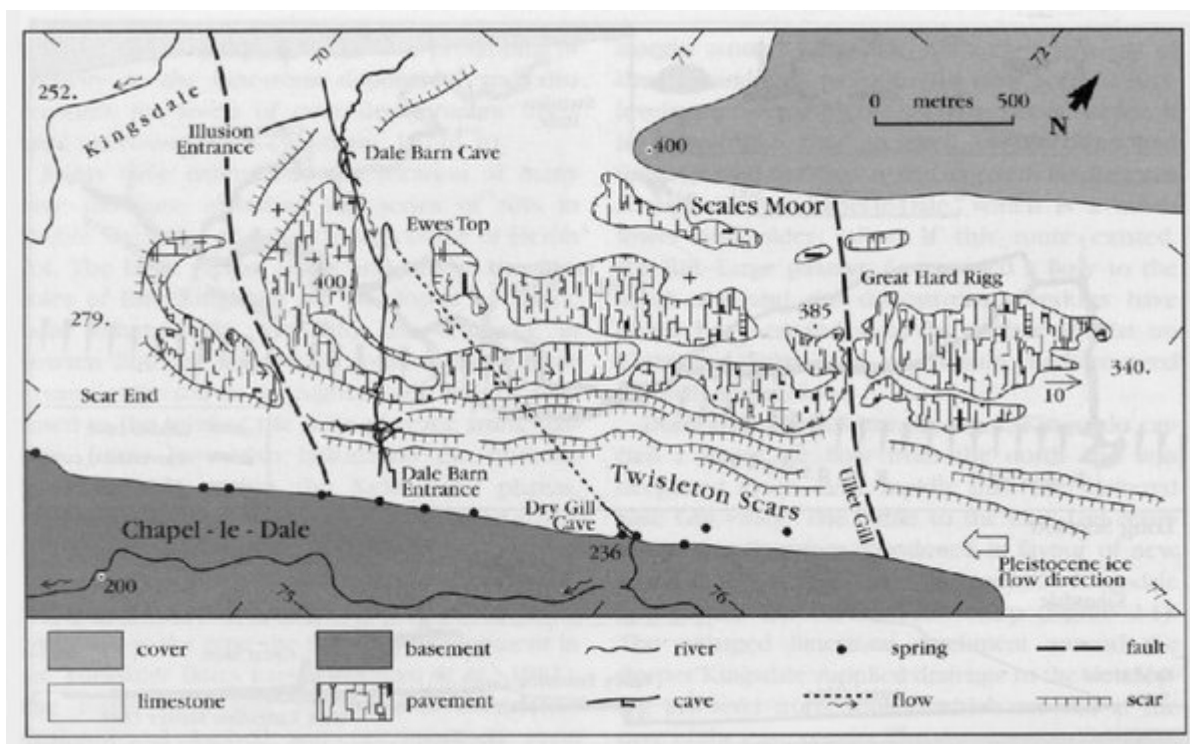 70
71
72
252.
Kingsdale
Illusion
Entrance
0 metres 500
N
Dale Barn Cave
400
Scales Moor
Ewes Top
400.
Great Hard Rigg
279.
385
340.
10
Scar End
Dale Barn
Entrance
Twisleton Scars
Dry Gill
Cave
Ullet Gill
Chapel - le - Dale
236
Pleistocene ice
flow direction
200
75
76
77
cover
basement
river
spring
fault
limestone
pavement
cave
flow
scar